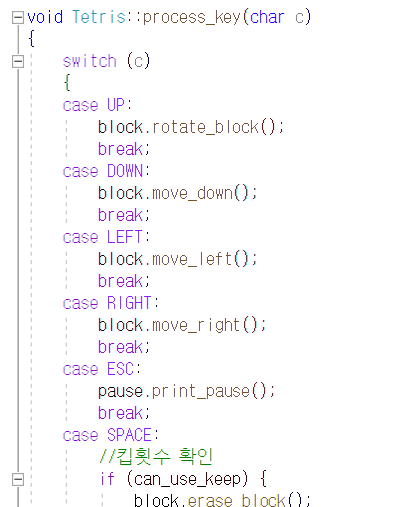 void Tetris::process_key(char c)
{
switch (c)
{
case UP:
block.rotate_block();
break;
case DOWN:
block.move_down();
break;
case LEFT:
block.move_left();
break;
case RIGHT:
block.move_right();
break;
case ESC:
pause.print_pause();
break;
case SPACE:
//킵횟수 확인
if (can_use_keep) {
block.erase_block();